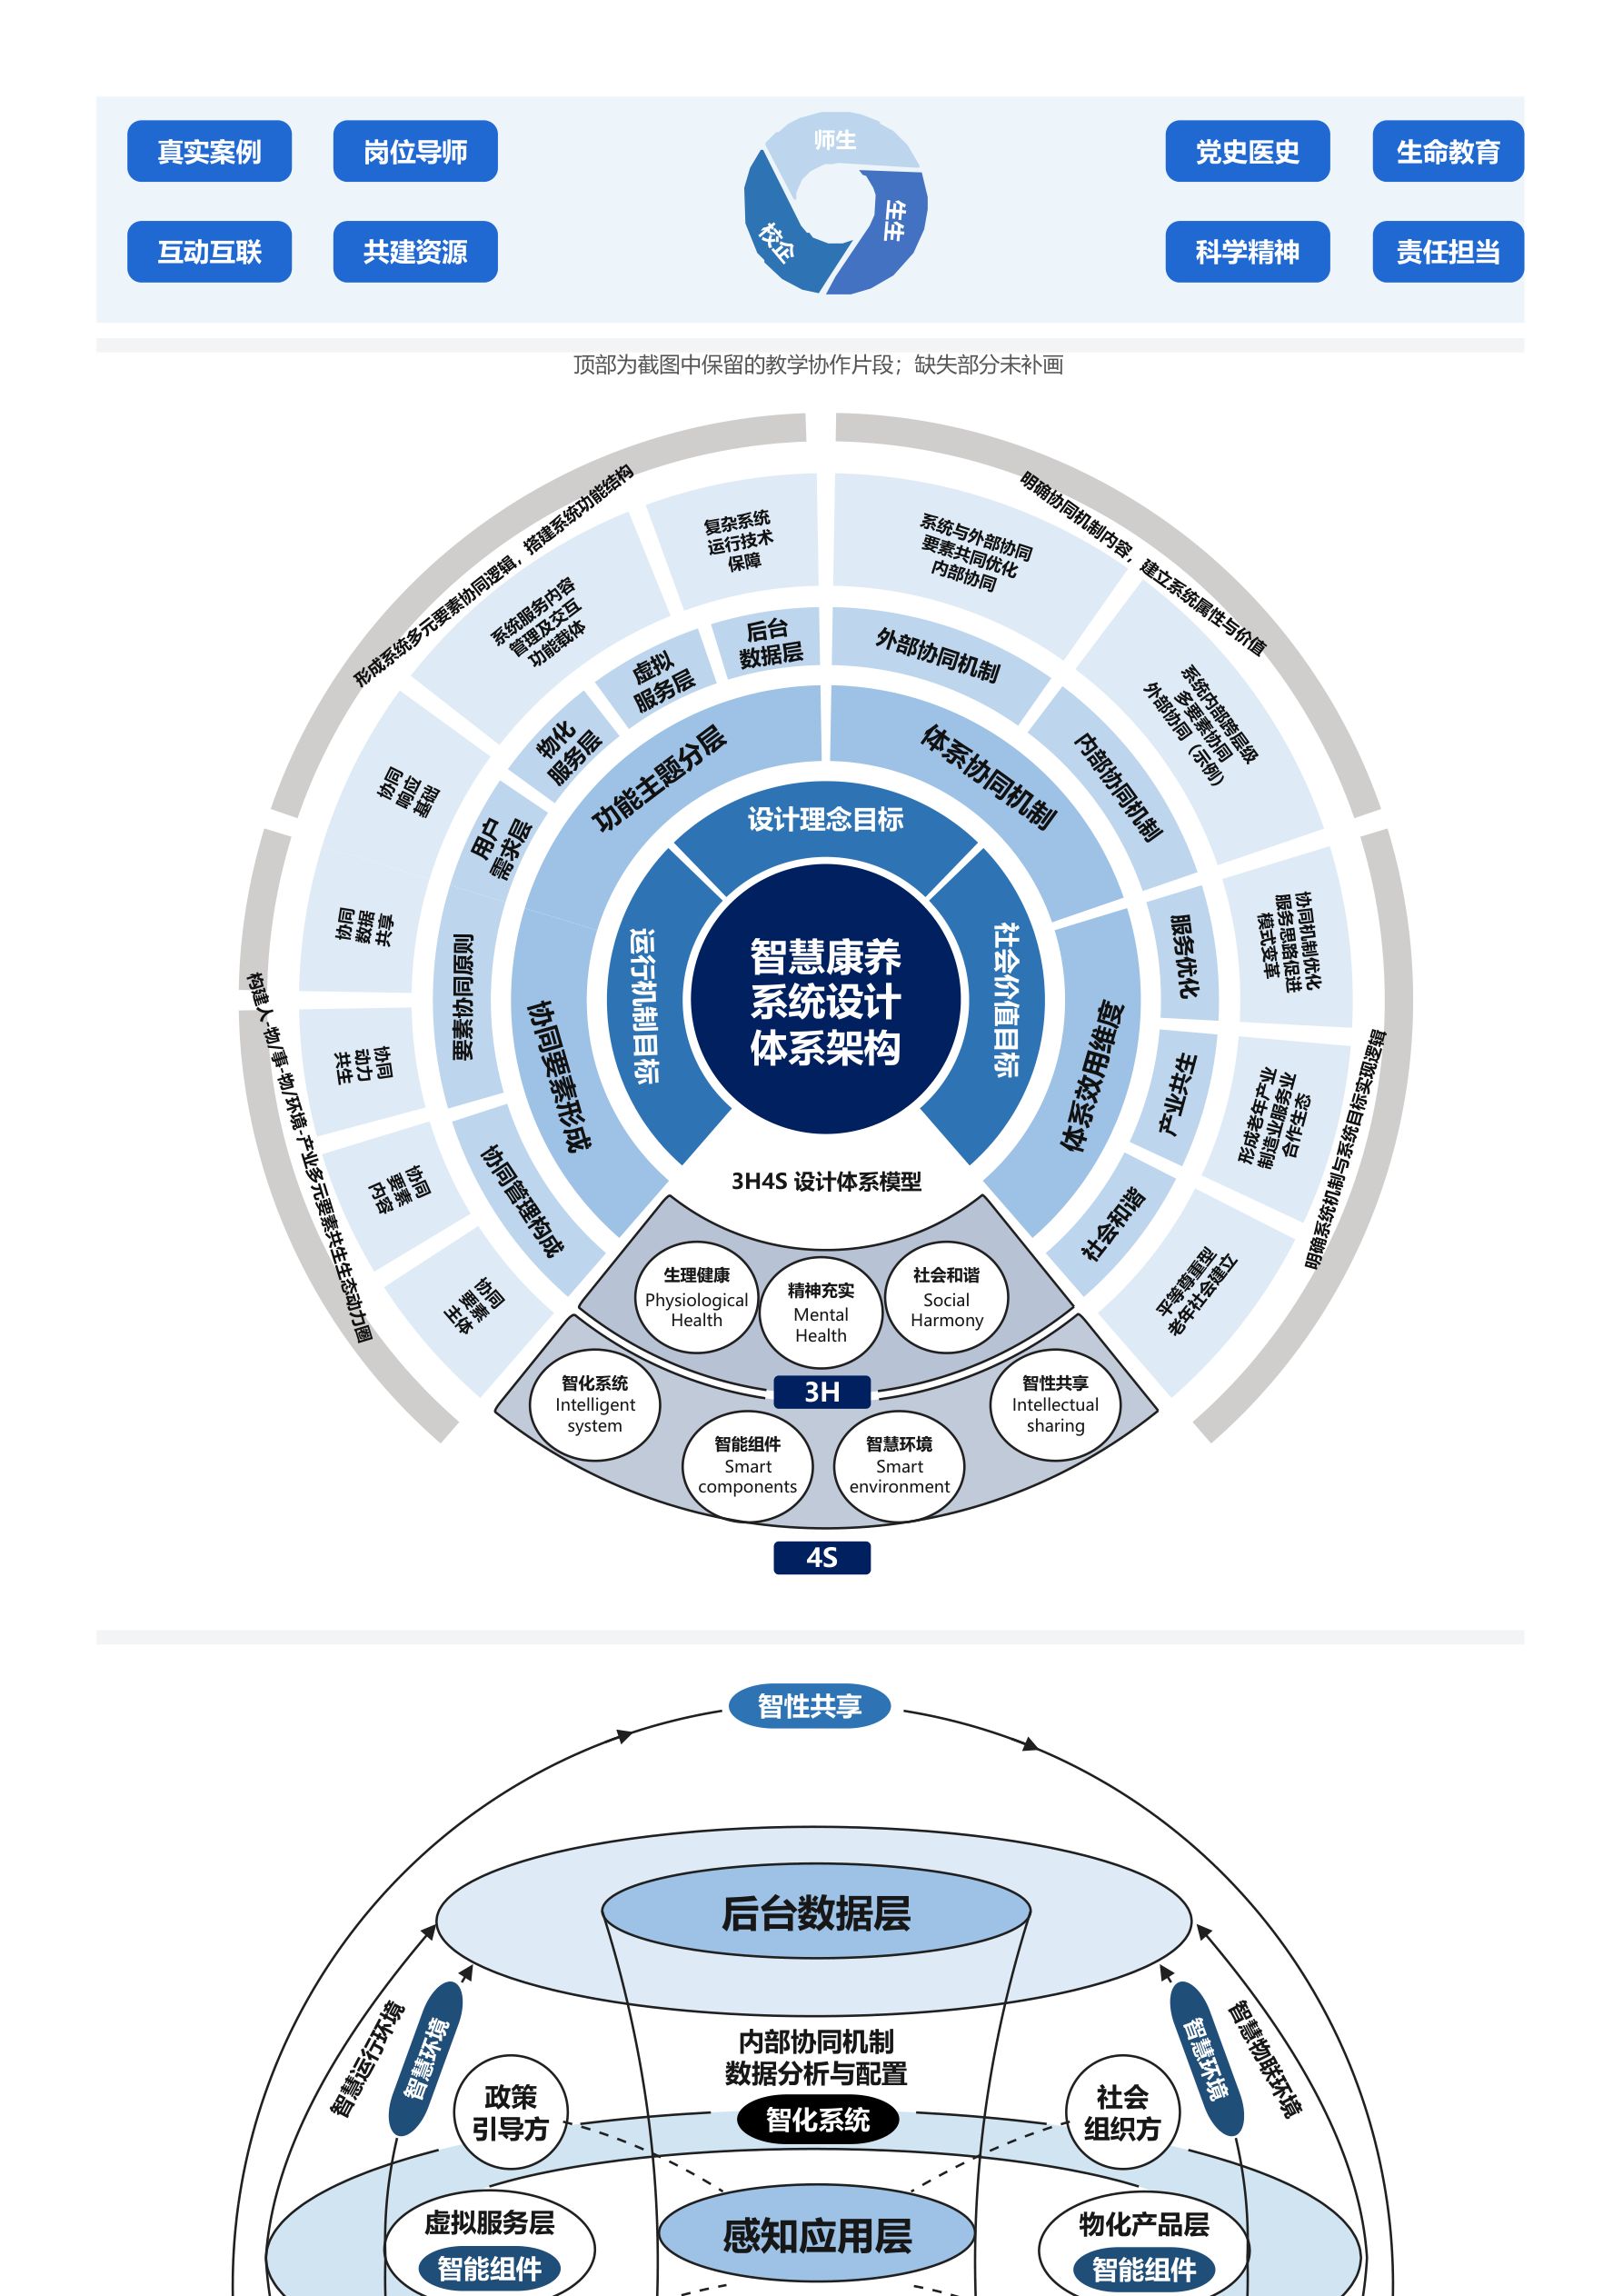 真实案例
岗位导师
互动互联
共建资源
师生
生生
校企
党史医史
生命教育
科学精神
责任担当
顶部为截图中保留的教学协作片段；缺失部分未补画
形成系统多元要素协同逻辑，搭建系统功能结构
明确协同机制内容，建立系统属性与价值
构建人-物/事-物/环境-产业多元要素共生生态动力圈
明确系统机制与系统目标实现逻辑
复杂系统
运行技术
保障
系统服务内容
管理及交互
功能载体
协同
响应
基础
协同
数据
共享
协同
动力
共生
协同
要素
内容
协同
要素
主体
系统与外部协同
要素共同优化
内部协同
系统内部跨层级
多要素协同
外部协同（示例）
协同机制优化
服务思路促进
模式变革
形成老年产业
制造业服务业
合作生态
平等尊重型
老年社会建立
后台
数据层
虚拟
服务层
物化
服务层
用户
需求层
要素协同原则
协同管理构成
外部协同机制
内部协同机制
服务优化
产业共生
社会和谐
功能主题分层
体系协同机制
协同要素形成
体系效用维度
设计理念目标
运行机制目标
社会价值目标
智慧康养
系统设计
体系架构
3H4S 设计体系模型
生理健康
Physiological
Health
精神充实
Mental
Health
社会和谐
Social
Harmony
3H
智化系统
Intelligent
system
智能组件
Smart
components
智慧环境
Smart
environment
智性共享
Intellectual
sharing
4S
智性共享
后台数据层
智慧运行环境
智慧环境
智慧环境
智慧物联环境
内部协同机制
数据分析与配置
智化系统
政策
引导方
社会
组织方
虚拟服务层
智能组件
感知应用层
物化产品层
智能组件